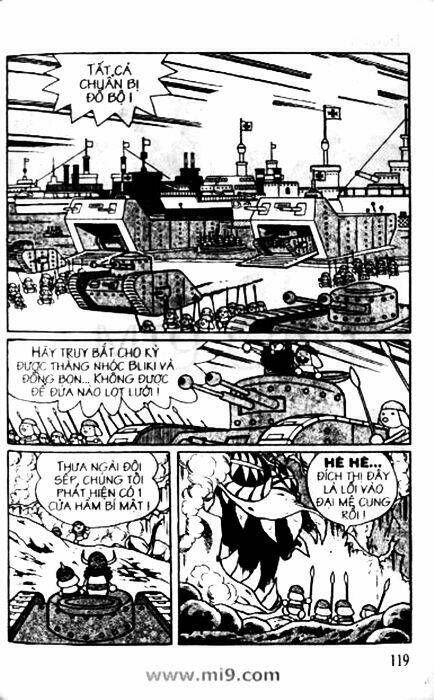 TẤT CẢ
CHUẨN BỊ
ĐỔ BỘ !
HÃY TRUY BẮT CHO KỲ
ĐƯỢC THẰNG NHÓC BLIKI VÀ
ĐỒNG BỌN... KHÔNG ĐƯỢC
ĐỂ ĐỨA NÀO LỌT LƯỚI !
THƯA NGÀI ĐỘI
SẾP, CHÚNG TÔI
PHÁT HIỆN CÓ 1
CỬA HẦM BÍ MẬT !
HÊ HÊ...
ĐÍCH THỊ ĐÂY
LÀ LỐI VÀO
ĐẠI MÊ CUNG
RỒI !
119
www.mi9.com